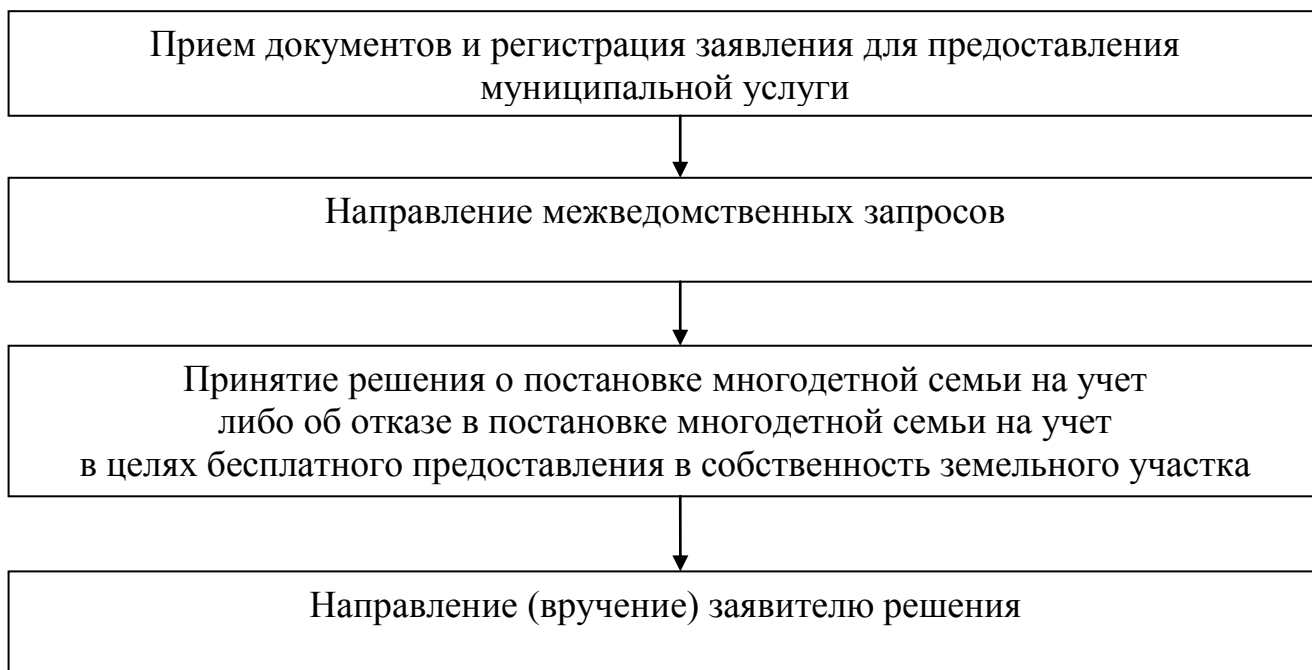 Прием документов и регистрация заявления для предоставления
муниципальной услуги
Направление межведомственных запросов
Принятие решения о постановке многодетной семьи на учет
либо об отказе в постановке многодетной семьи на учет
в целях бесплатного предоставления в собственность земельного участка
Направление (вручение) заявителю решения